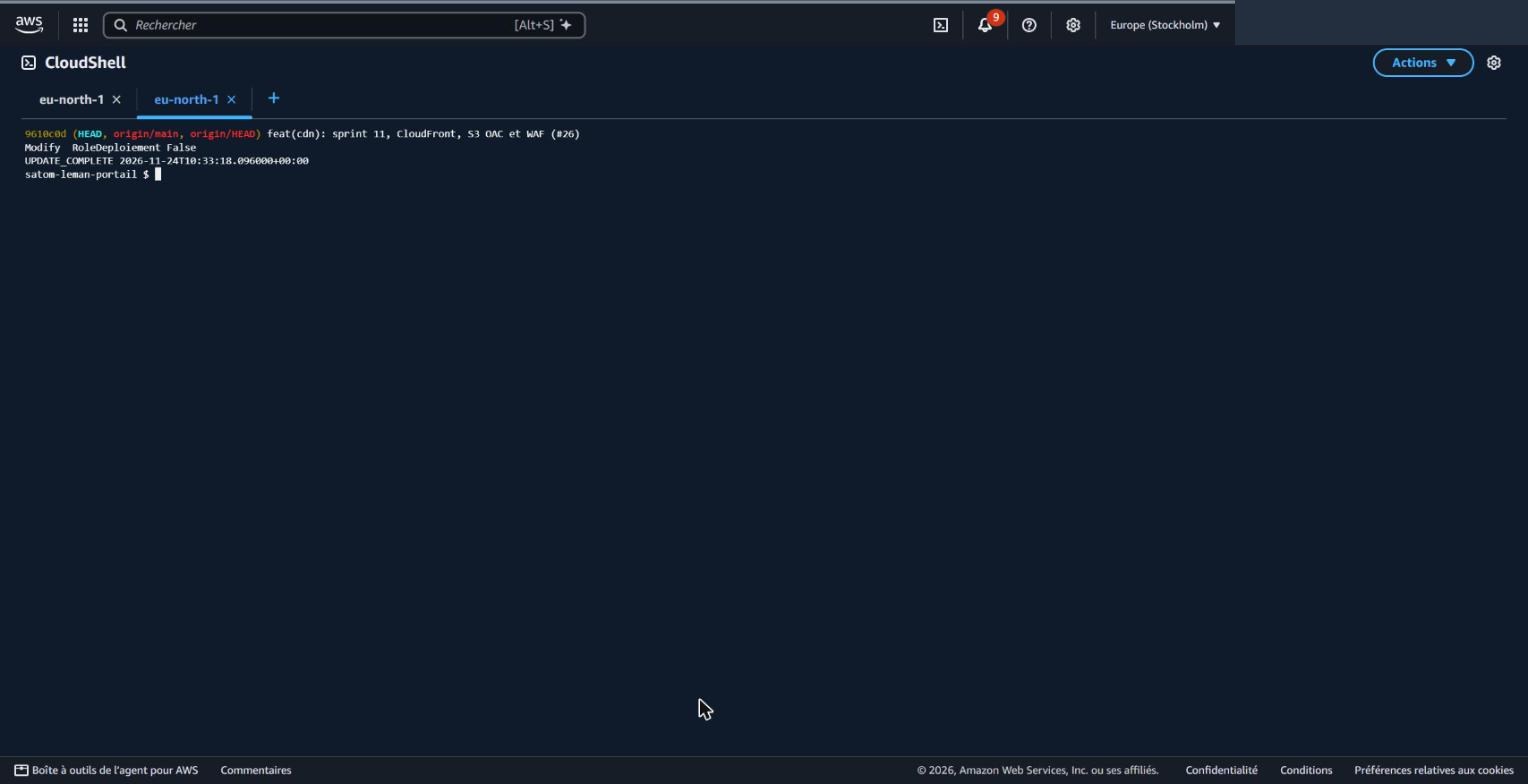 aws
Rechercher
[Alt+S]
9
Europe (Stockholm) ▼
CloudShell
Actions ▼
eu-north-1 ×
eu-north-1 ×
+
9610c0d (HEAD, origin/main, origin/HEAD) feat(cdn): sprint 11, CloudFront, S3 OAC et WAF (#26)
Modify  RoleDeploiement False
UPDATE_COMPLETE 2026-11-24T10:33:18.096000+00:00
satom-leman-portail $
Boîte à outils de l'agent pour AWS
Commentaires
© 2026, Amazon Web Services, Inc. ou ses affiliés.
Confidentialité
Conditions
Préférences relatives aux cookies